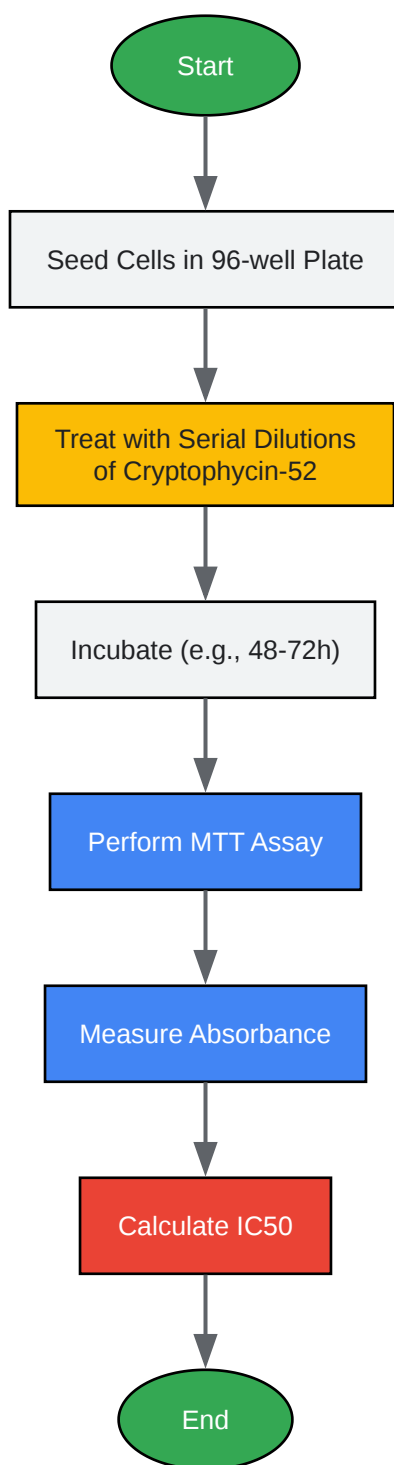 Start
Seed Cells in 96-well Plate
Treat with Serial Dilutions
of Cryptophycin-52
Incubate (e.g., 48-72h)
Perform MTT Assay
Measure Absorbance
Calculate IC50
End